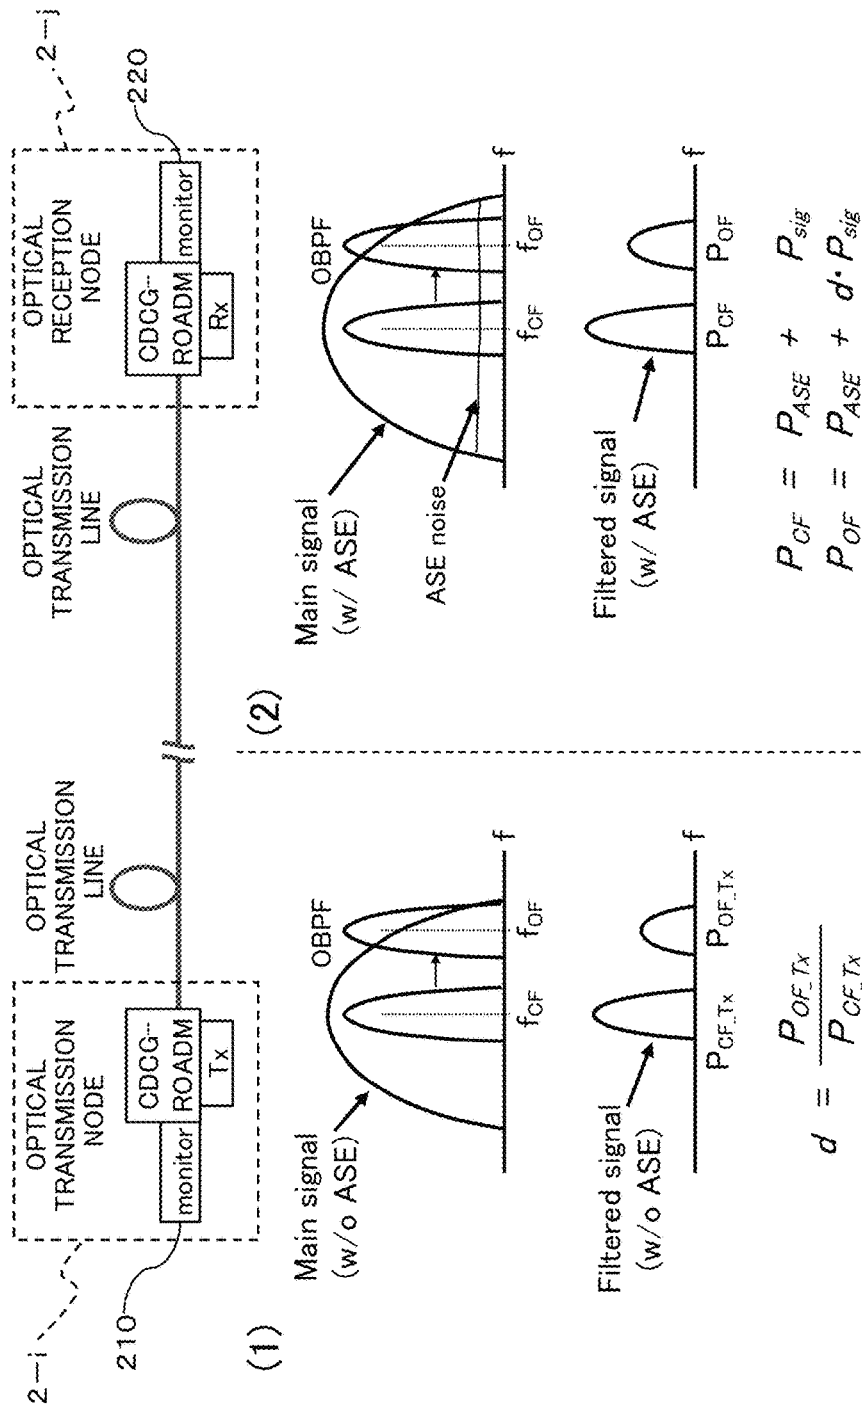 2-i
210
OPTICAL
TRANSMISSION
NODE
monitor
CDCG-
ROADM
Tx
OPTICAL
TRANSMISSION
LINE
OPTICAL
TRANSMISSION
LINE
OPTICAL
RECEPTION
NODE
CDCG-
ROADM
monitor
Rx
2-j
220
(1)
Main signal
(w/o ASE)
OBPF
f
f_CF
f_OF
Filtered signal
(w/o ASE)
f
P_CF_Tx
P_OF_Tx
d = P_OF_Tx / P_CF_Tx
(2)
Main signal
(w/ ASE)
OBPF
ASE noise
f
f_CF
f_OF
Filtered signal
(w/ ASE)
f
P_CF
P_OF
P_CF = P_ASE + P_sig
P_OF = P_ASE + d・P_sig